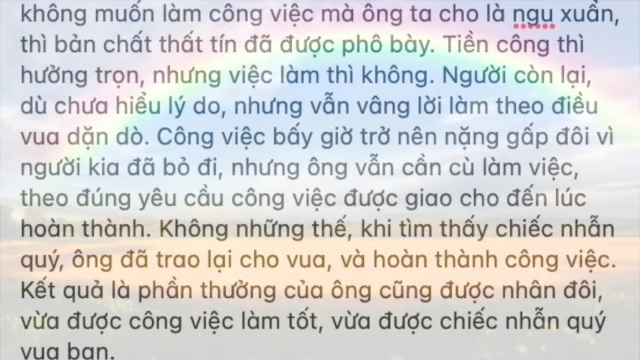 không muốn làm công việc mà ông ta cho là ngụ xuẩn,
thì bản chất thất tín đã được phô bày. Tiền công thì
hưởng trọn, nhưng việc làm thì không. Người còn lại,
dù chưa hiểu lý do, nhưng vẫn vâng lời làm theo điều
vua dặn dò. Công việc bấy giờ trở nên nặng gấp đôi vì
người kia đã bỏ đi, nhưng ông vẫn cần cù làm việc,
theo đúng yêu cầu công việc được giao cho đến lúc
hoàn thành. Không những thế, khi tìm thấy chiếc nhẫn
quý, ông đã trao lại cho vua, và hoàn thành công việc.
Kết quả là phần thưởng của ông cũng được nhân đôi,
vừa được công việc làm tốt, vừa được chiếc nhẫn quý
vua ban.